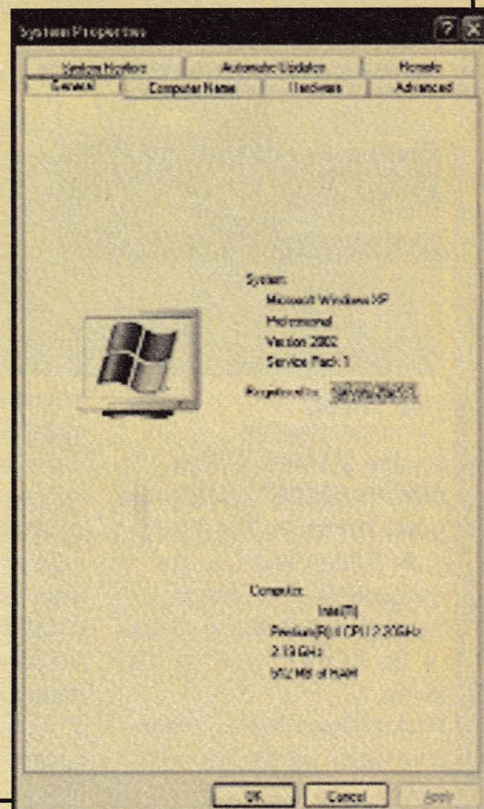 System Properties
System Restore Automatic Updates Remote
General Computer Name Hardware Advanced
System:
Microsoft Windows XP
Professional
Version 2002
Service Pack 1
Registered to:
Computer:
Intel(R)
Pentium(R) 4 CPU 2.20GHz
2.19 GHz
512 MB of RAM
OK Cancel Apply